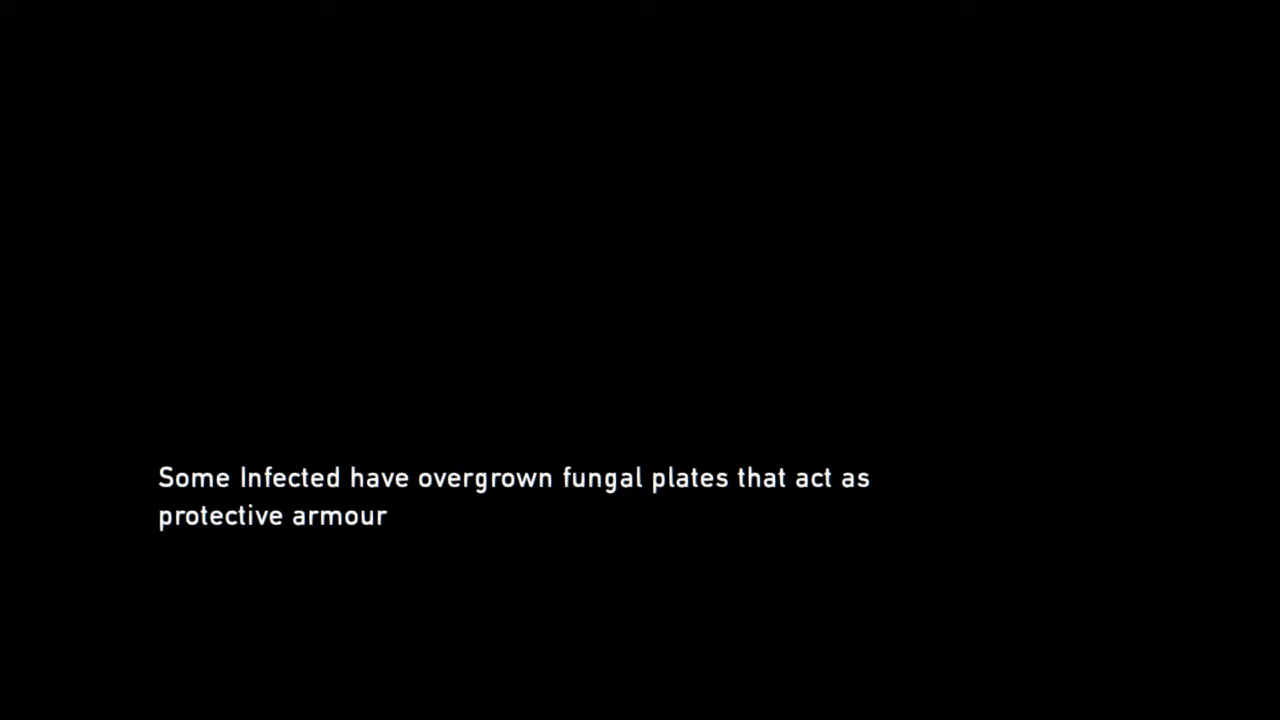 Some Infected have overgrown fungal plates that act as
protective armour